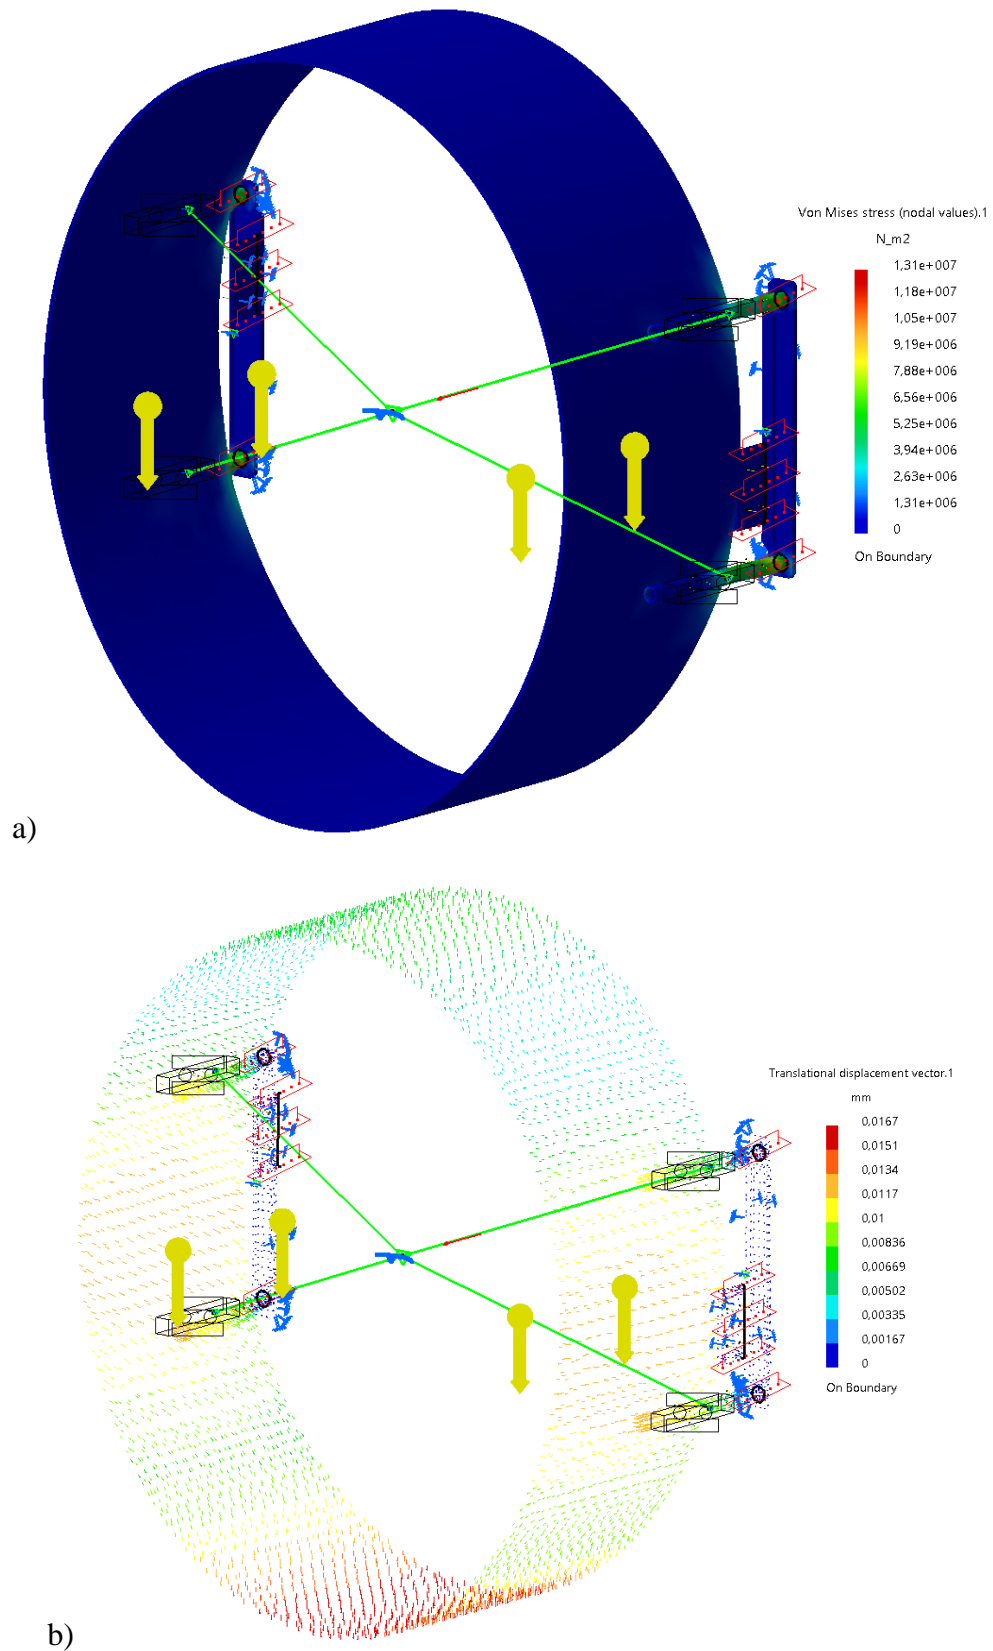 Von Mises stress (nodal values).1
N_m2
1,31e+007
1,18e+007
1,05e+007
9,19e+006
7,88e+006
6,56e+006
5,25e+006
3,94e+006
2,63e+006
1,31e+006
0
On Boundary
a)
Translational displacement vector.1
mm
0,0167
0,0151
0,0134
0,0117
0,01
0,00836
0,00669
0,00502
0,00335
0,00167
0
On Boundary
b)